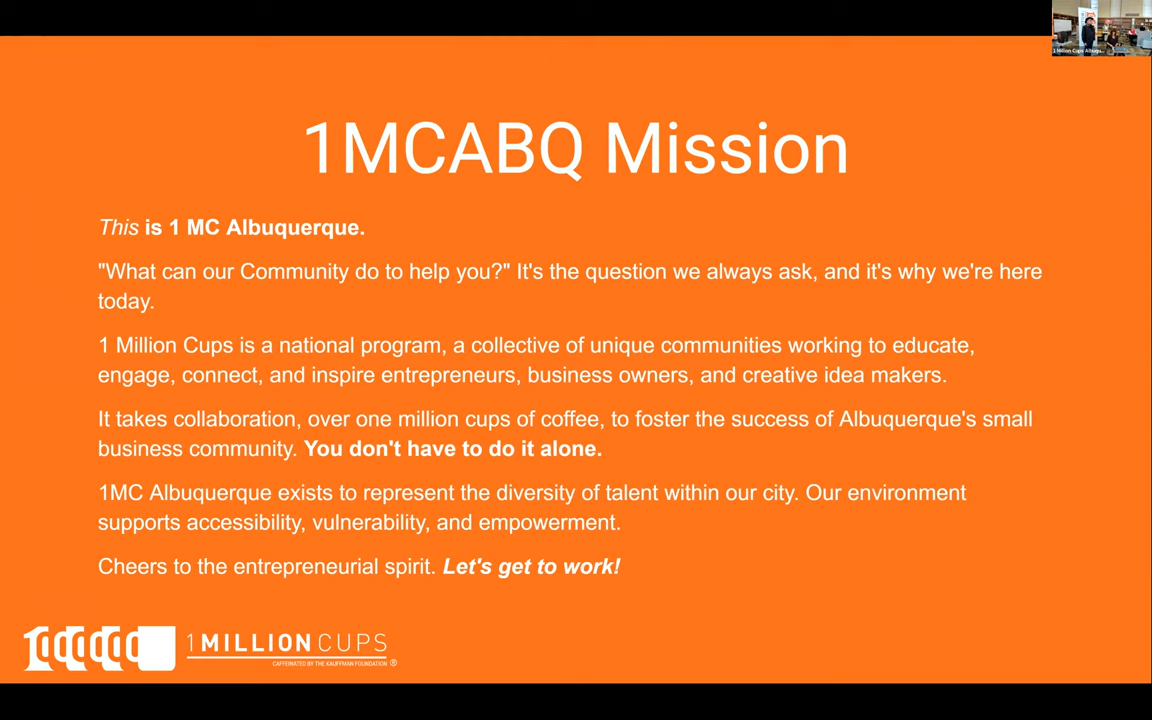 1 Million Cups Albuqu...
1MCABQ Mission
This is 1 MC Albuquerque.
"What can our Community do to help you?" It's the question we always ask, and it's why we're here
today.
1 Million Cups is a national program, a collective of unique communities working to educate,
engage, connect, and inspire entrepreneurs, business owners, and creative idea makers.
It takes collaboration, over one million cups of coffee, to foster the success of Albuquerque's small
business community. You don't have to do it alone.
1MC Albuquerque exists to represent the diversity of talent within our city. Our environment
supports accessibility, vulnerability, and empowerment.
Cheers to the entrepreneurial spirit. Let's get to work!
1 MILLION CUPS
CAFFEINATED BY THE KAUFFMAN FOUNDATION ®